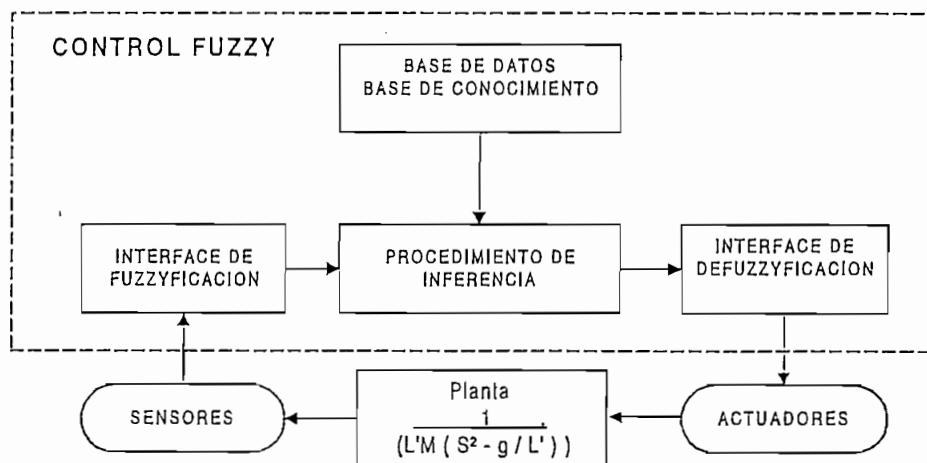 CONTROL FUZZY
BASE DE DATOS
BASE DE CONOCIMIENTO
INTERFACE DE
FUZZYFICACION
PROCEDIMIENTO DE
INFERENCIA
INTERFACE DE
DEFUZZYFICACION
SENSORES
Planta
1
(L'M ( S² - g / L' ) )
ACTUADORES